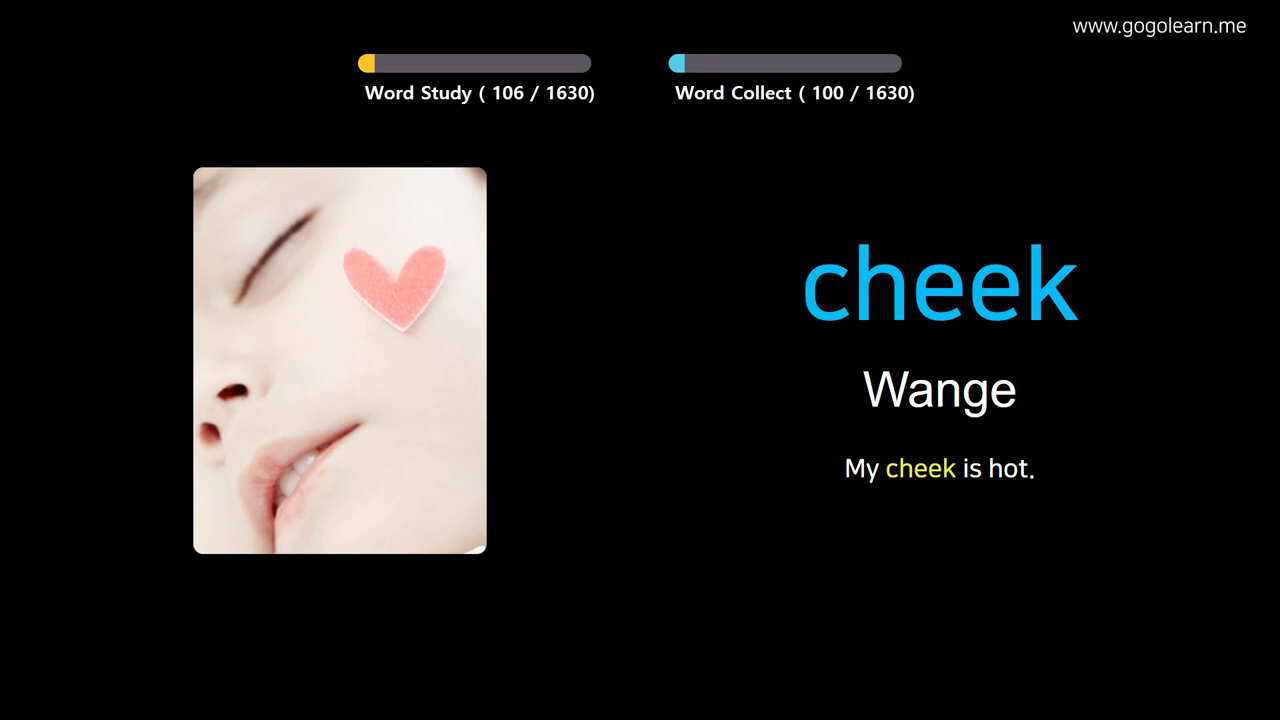 www.gogolearn.me
Word Study ( 106 / 1630)
Word Collect ( 100 / 1630)
cheek
Wange
My cheek is hot.